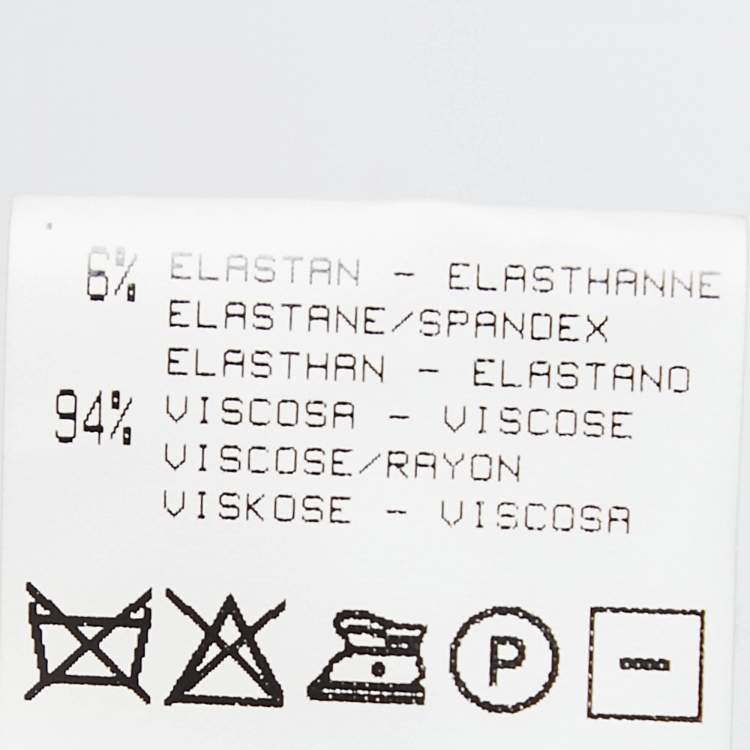 6% ELASTAN - ELASTHANNE
ELASTANE/SPANDEX
ELASTHAN - ELASTANO
94% VISCOSA - VISCOSE
VISCOSE/RAYON
VISKOSE - VISCOSA
P